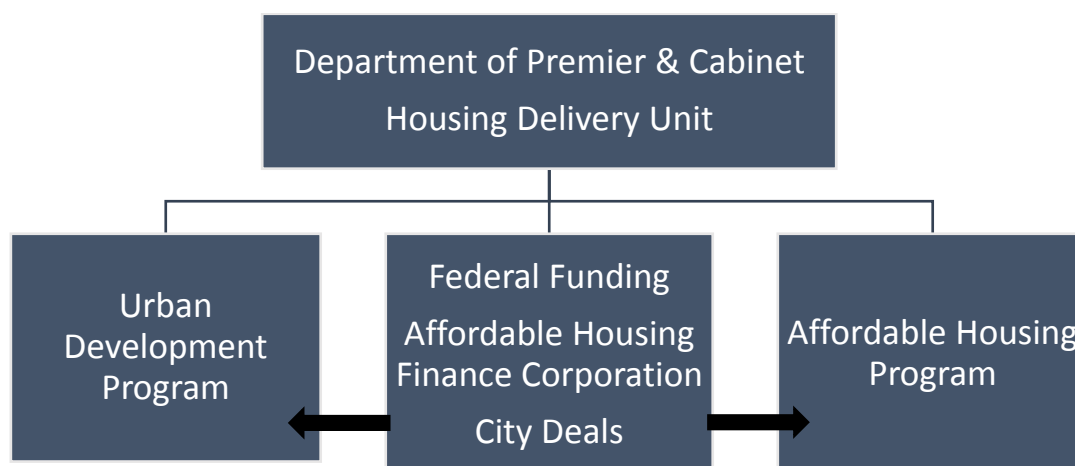 Department of Premier & Cabinet
Housing Delivery Unit
Urban
Development
Program
Federal Funding
Affordable Housing
Finance Corporation
City Deals
Affordable Housing
Program